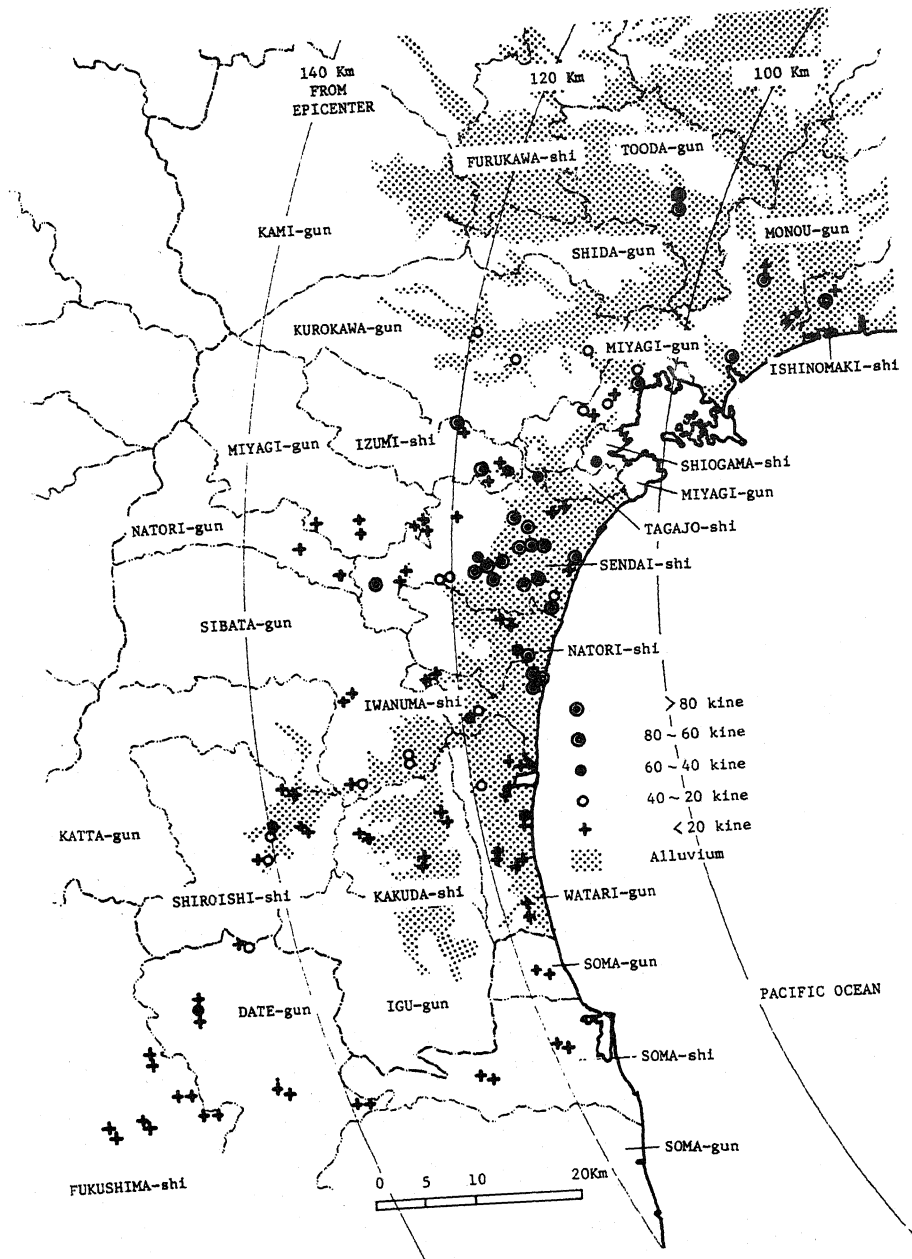 140 Km
FROM
EPICENTER
120 Km
100 Km
FURUKAWA-shi
TOODA-gun
KAMI-gun
SHIDA-gun
MONOU-gun
KUROKAWA-gun
MIYAGI-gun
ISHINOMAKI-shi
MIYAGI-gun
IZUMI-shi
SHIOGAMA-shi
MIYAGI-gun
NATORI-gun
TAGAJO-shi
SENDAI-shi
SIBATA-gun
NATORI-shi
IWANUMA-shi
>80 kine
80~60 kine
60~40 kine
40~20 kine
<20 kine
Alluvium
KATTA-gun
SHIROISHI-shi
KAKUDA-shi
WATARI-gun
SOMA-gun
PACIFIC OCEAN
DATE-gun
IGU-gun
SOMA-shi
SOMA-gun
FUKUSHIMA-shi
0 5 10 20Km